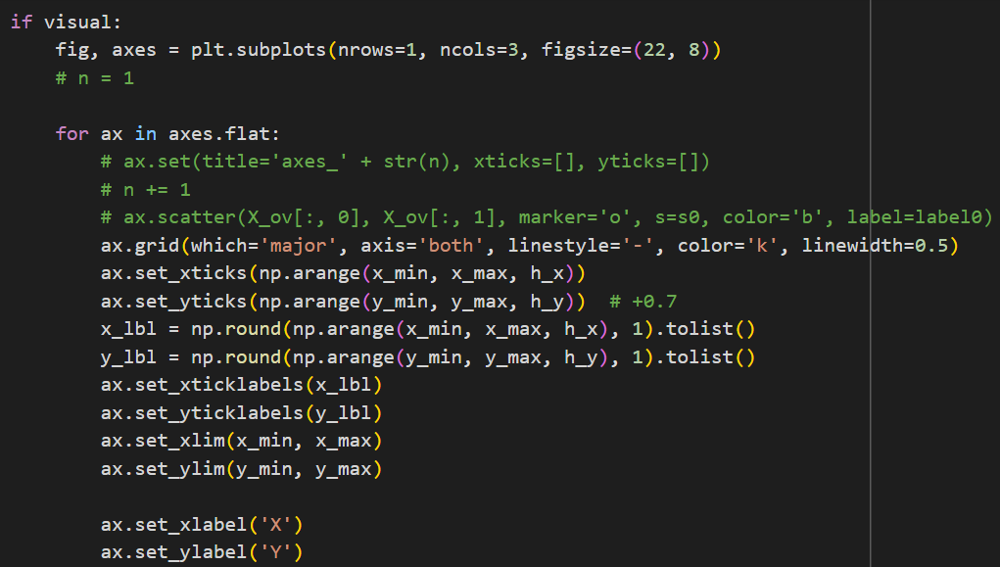 if visual:
    fig, axes = plt.subplots(nrows=1, ncols=3, figsize=(22, 8))
    # n = 1

    for ax in axes.flat:
        # ax.set(title='axes_' + str(n), xticks=[], yticks=[])
        # n += 1
        # ax.scatter(X_ov[:, 0], X_ov[:, 1], marker='o', s=s0, color='b', label=label0)
        ax.grid(which='major', axis='both', linestyle='-', color='k', linewidth=0.5)
        ax.set_xticks(np.arange(x_min, x_max, h_x))
        ax.set_yticks(np.arange(y_min, y_max, h_y))  # +0.7
        x_lbl = np.round(np.arange(x_min, x_max, h_x), 1).tolist()
        y_lbl = np.round(np.arange(y_min, y_max, h_y), 1).tolist()
        ax.set_xticklabels(x_lbl)
        ax.set_yticklabels(y_lbl)
        ax.set_xlim(x_min, x_max)
        ax.set_ylim(y_min, y_max)

        ax.set_xlabel('X')
        ax.set_ylabel('Y')